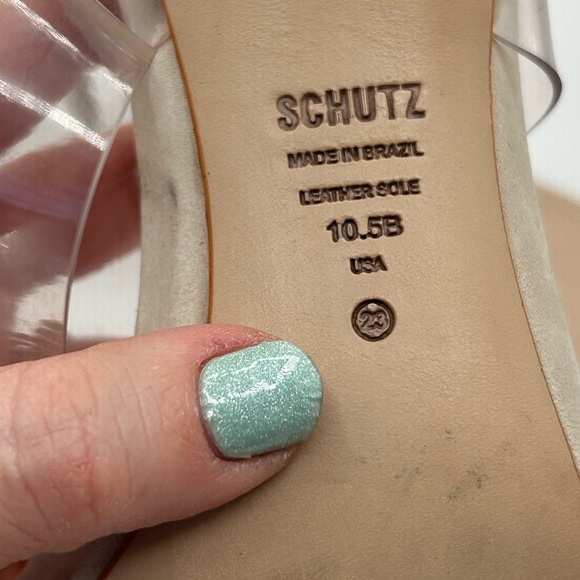 SCHUTZ
MADE IN BRAZIL
LEATHER SOLE
10.5B
USA
23